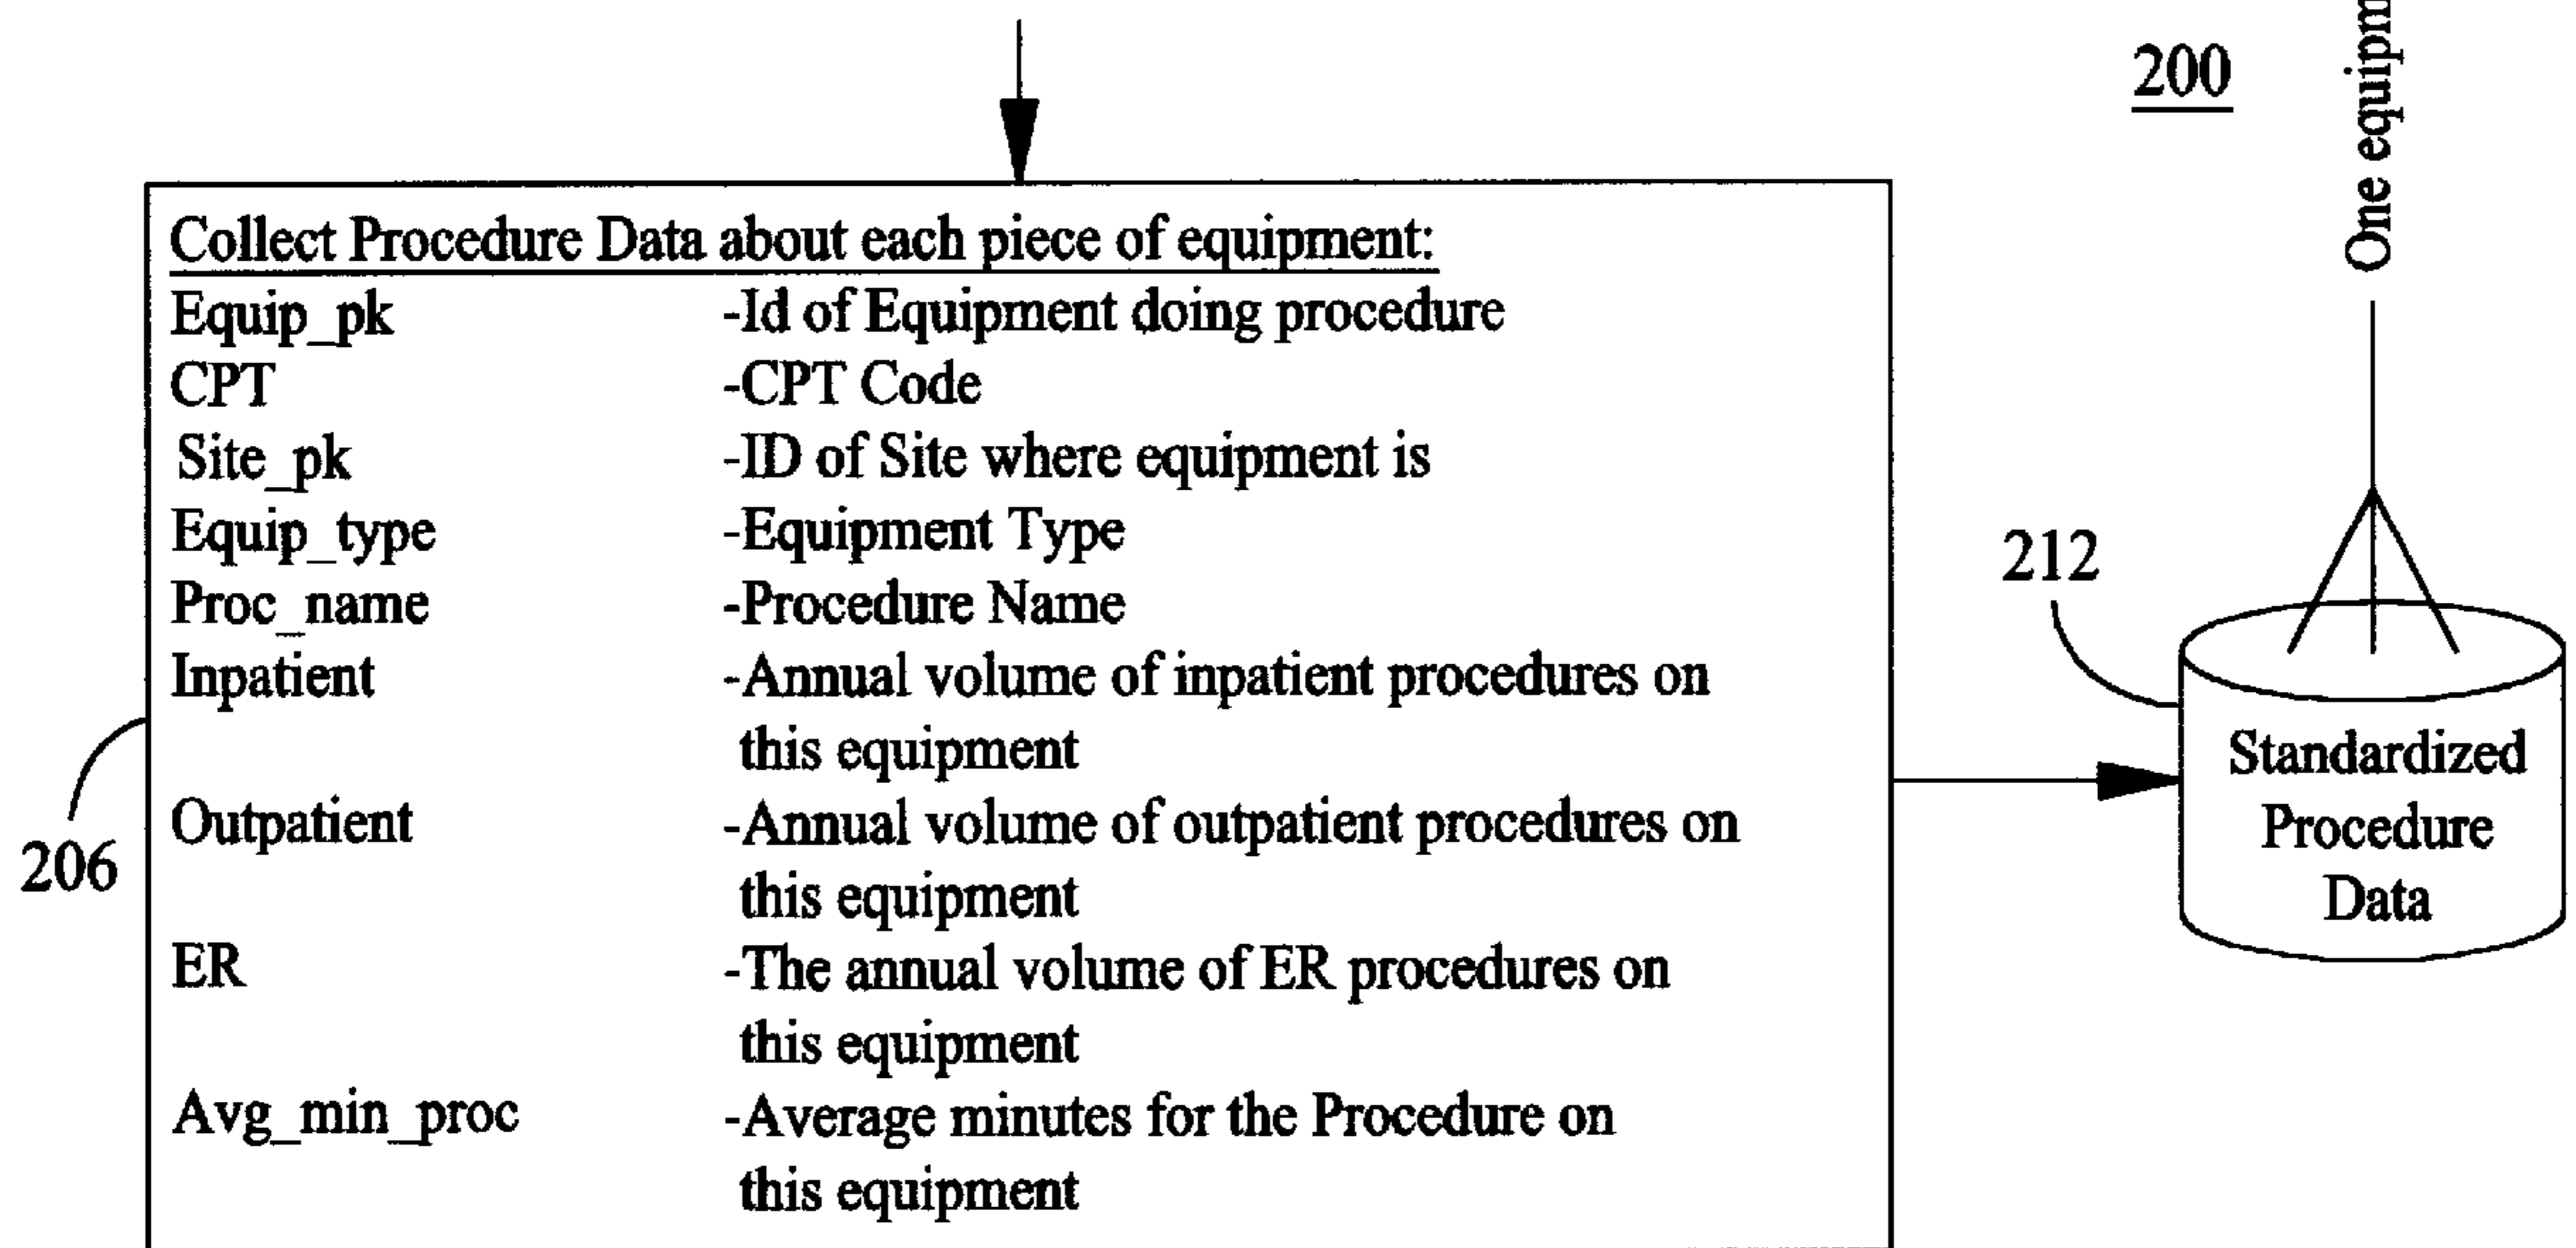 200
One equipm
Collect Procedure Data about each piece of equipment:
Equip_pk -Id of Equipment doing procedure
CPT -CPT Code
Site_pk -ID of Site where equipment is
Equip_type -Equipment Type
Proc_name -Procedure Name
Inpatient -Annual volume of inpatient procedures on
this equipment
Outpatient -Annual volume of outpatient procedures on
this equipment
ER -The annual volume of ER procedures on
this equipment
Avg_min_proc -Average minutes for the Procedure on
this equipment
206
212
Standardized
Procedure
Data